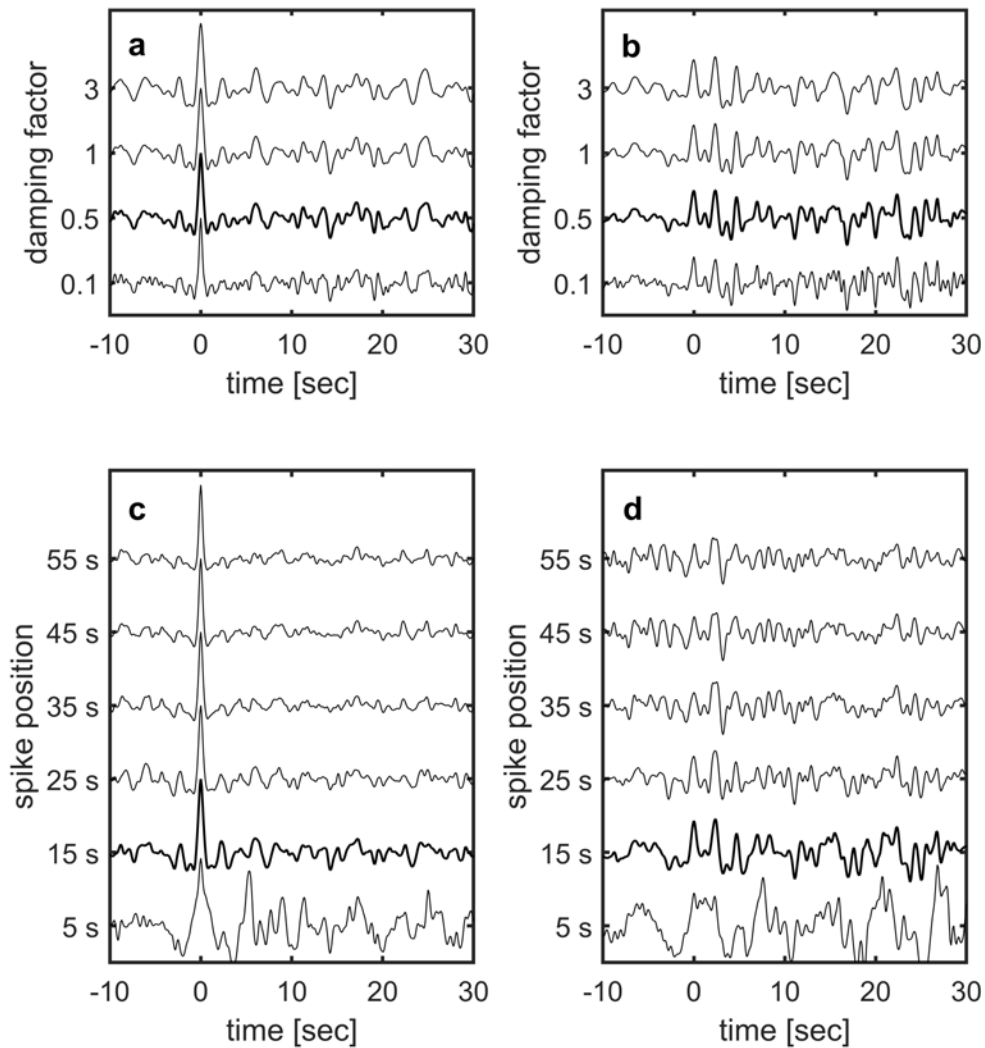 a
damping factor
3
1
0.5
0.1
-10 0 10 20 30
time [sec]
b
damping factor
3
1
0.5
0.1
-10 0 10 20 30
time [sec]
c
spike position
55 s
45 s
35 s
25 s
15 s
5 s
-10 0 10 20 30
time [sec]
d
spike position
55 s
45 s
35 s
25 s
15 s
5 s
-10 0 10 20 30
time [sec]